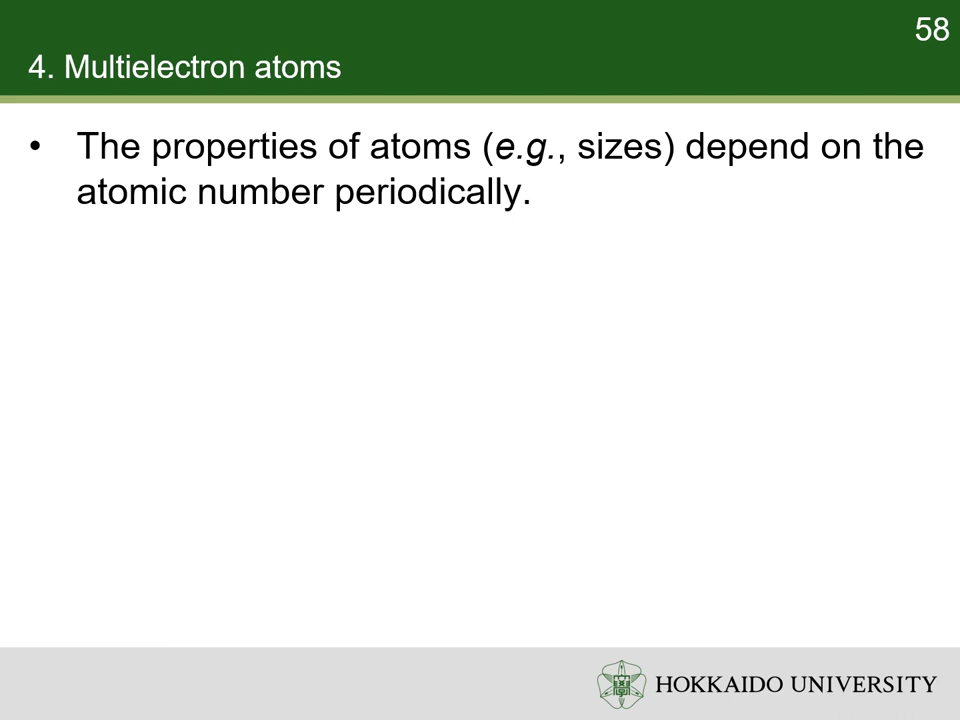 58
4. Multielectron atoms
• The properties of atoms (e.g., sizes) depend on the
atomic number periodically.
HOKKAIDO UNIVERSITY